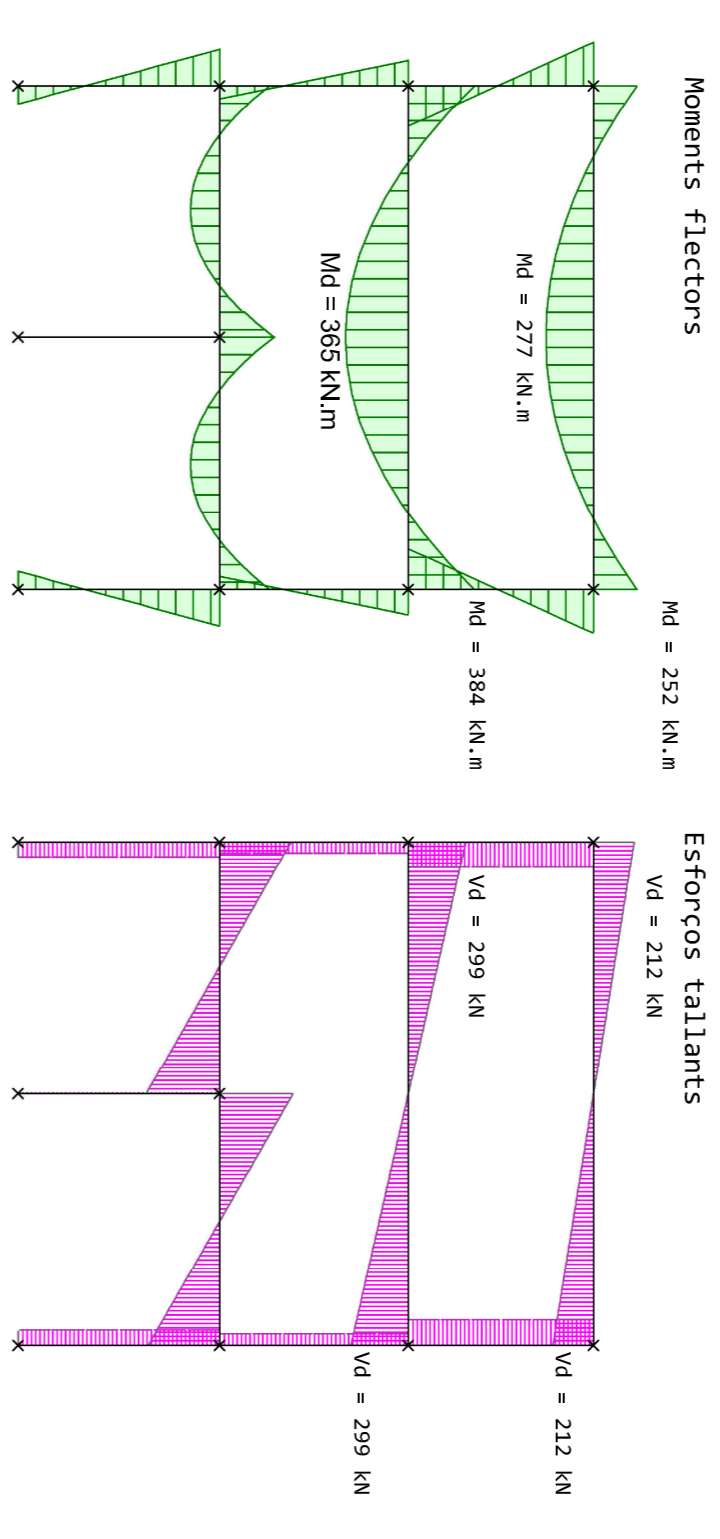 Moments flectors
Md = 252 kN.m
Md = 277 kN.m
Md = 384 kN.m
Md = 365 kN.m
Esforços tallants
Vd = 212 kN
Vd = 212 kN
Vd = 299 kN
Vd = 299 kN